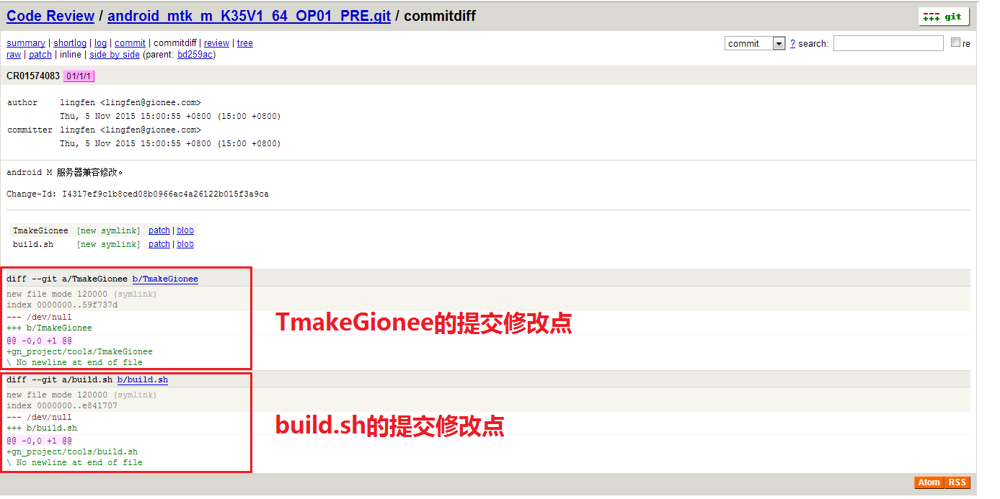 Code Review / android_mtk_m_K35V1_64_OP01_PRE.git / commitdiff
git
summary | shortlog | log | commit | commitdiff | review | tree
commit ? search: re
raw | patch | inline | side by side (parent: bd259ac)
CR01574083 01/1/1
author lingfen <lingfen@gionee.com>
Thu, 5 Nov 2015 15:00:55 +0800 (15:00 +0800)
committer lingfen <lingfen@gionee.com>
Thu, 5 Nov 2015 15:00:55 +0800 (15:00 +0800)
android M 服务器兼容修改。
Change-Id: I4317ef9c1b8ced08b0966ac4a26122b015f3a9ca
TmakeGionee [new symlink] patch | blob
build.sh [new symlink] patch | blob
diff --git a/TmakeGionee b/TmakeGionee
new file mode 120000 (symlink)
index 0000000..59f737d
--- /dev/null
+++ b/TmakeGionee
@@ -0,0 +1 @@
+gn_project/tools/TmakeGionee
\ No newline at end of file
TmakeGionee的提交修改点
diff --git a/build.sh b/build.sh
new file mode 120000 (symlink)
index 0000000..e841707
--- /dev/null
+++ b/build.sh
@@ -0,0 +1 @@
+gn_project/tools/build.sh
\ No newline at end of file
build.sh的提交修改点
Atom RSS